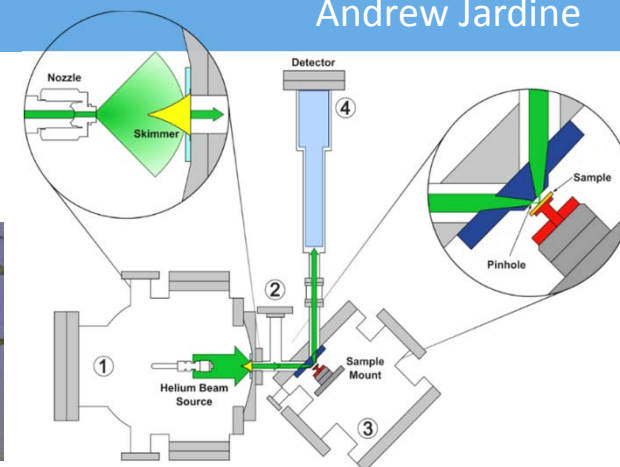 Andrew Jardine
Nozzle
Skimmer
Detector
4
Sample
Pinhole
2
1
Helium Beam
Source
Sample
Mount
3